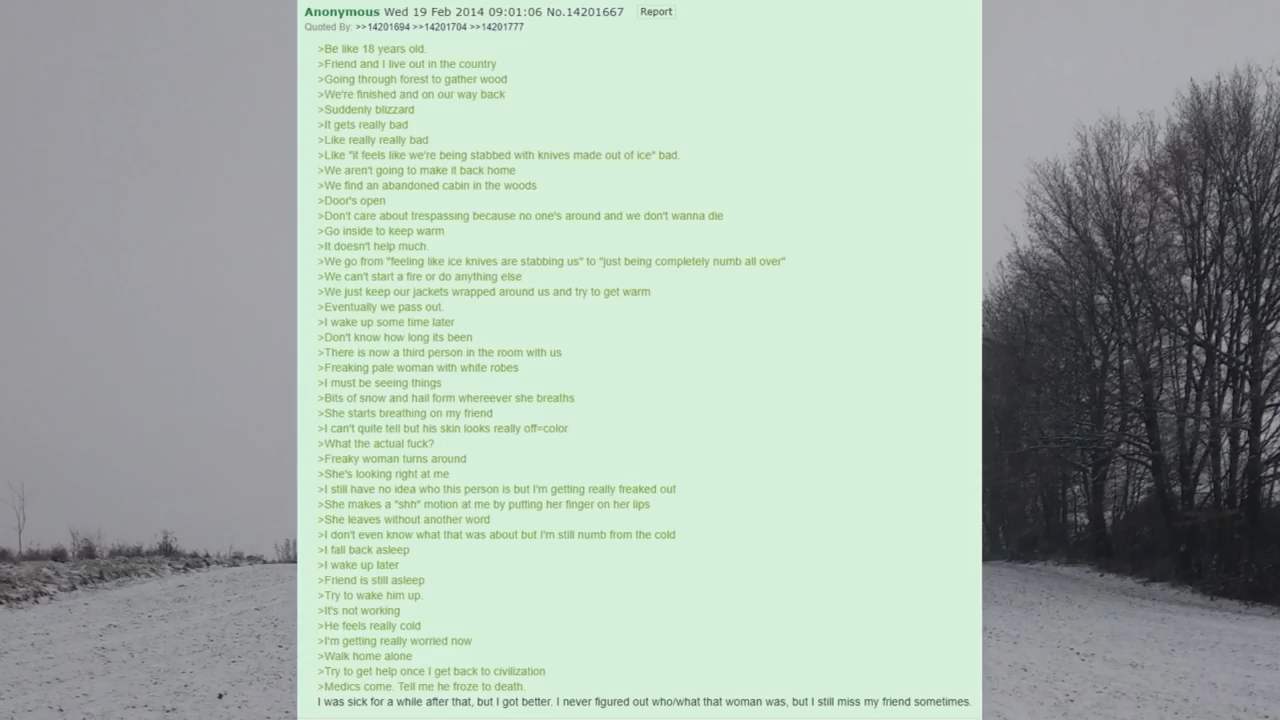 Anonymous Wed 19 Feb 2014 09:01:06 No.14201667 Report
Quoted By: >>14201694 >>14201704 >>14201777
>Be like 18 years old.
>Friend and I live out in the country
>Going through forest to gather wood
>We're finished and on our way back
>Suddenly blizzard
>It gets really bad
>Like really really bad
>Like "it feels like we're being stabbed with knives made out of ice" bad.
>We aren't going to make it back home
>We find an abandoned cabin in the woods
>Door's open
>Don't care about trespassing because no one's around and we don't wanna die
>Go inside to keep warm
>It doesn't help much.
>We go from "feeling like ice knives are stabbing us" to "just being completely numb all over"
>We can't start a fire or do anything else
>We just keep our jackets wrapped around us and try to get warm
>Eventually we pass out.
>I wake up some time later
>Don't know how long its been
>There is now a third person in the room with us
>Freaking pale woman with white robes
>I must be seeing things
>Bits of snow and hail form whereever she breaths
>She starts breathing on my friend
>I can't quite tell but his skin looks really off=color
>What the actual fuck?
>Freaky woman turns around
>She's looking right at me
>I still have no idea who this person is but I'm getting really freaked out
>She makes a "shh" motion at me by putting her finger on her lips
>She leaves without another word
>I don't even know what that was about but I'm still numb from the cold
>I fall back asleep
>I wake up later
>Friend is still asleep
>Try to wake him up.
>It's not working
>He feels really cold
>I'm getting really worried now
>Walk home alone
>Try to get help once I get back to civilization
>Medics come. Tell me he froze to death.
I was sick for a while after that, but I got better. I never figured out who/what that woman was, but I still miss my friend sometimes.